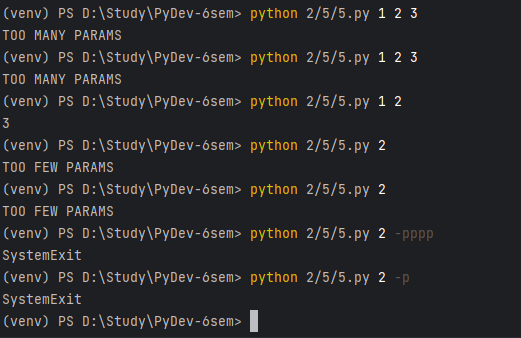 (venv) PS D:\Study\PyDev-6sem> python 2/5/5.py 1 2 3
TOO MANY PARAMS
(venv) PS D:\Study\PyDev-6sem> python 2/5/5.py 1 2 3
TOO MANY PARAMS
(venv) PS D:\Study\PyDev-6sem> python 2/5/5.py 1 2
3
(venv) PS D:\Study\PyDev-6sem> python 2/5/5.py 2
TOO FEW PARAMS
(venv) PS D:\Study\PyDev-6sem> python 2/5/5.py 2
TOO FEW PARAMS
(venv) PS D:\Study\PyDev-6sem> python 2/5/5.py 2 -pppp
SystemExit
(venv) PS D:\Study\PyDev-6sem> python 2/5/5.py 2 -p
SystemExit
(venv) PS D:\Study\PyDev-6sem>